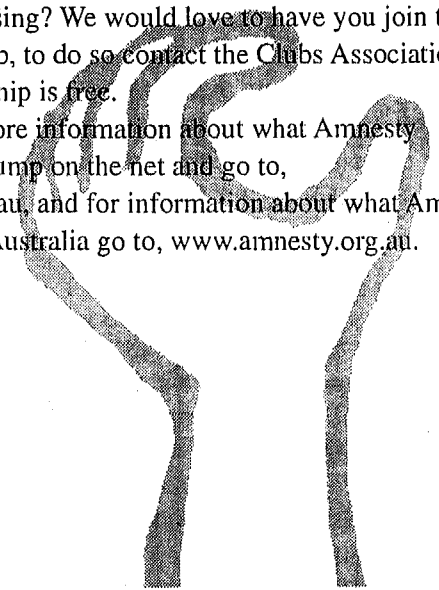 sing? We would love to have you join t
o, to do so contact the Clubs Associatio
hip is free.
ore information about what Amnesty
ump on the net and go to,
au, and for information about what Am
Australia go to, www.amnesty.org.au.